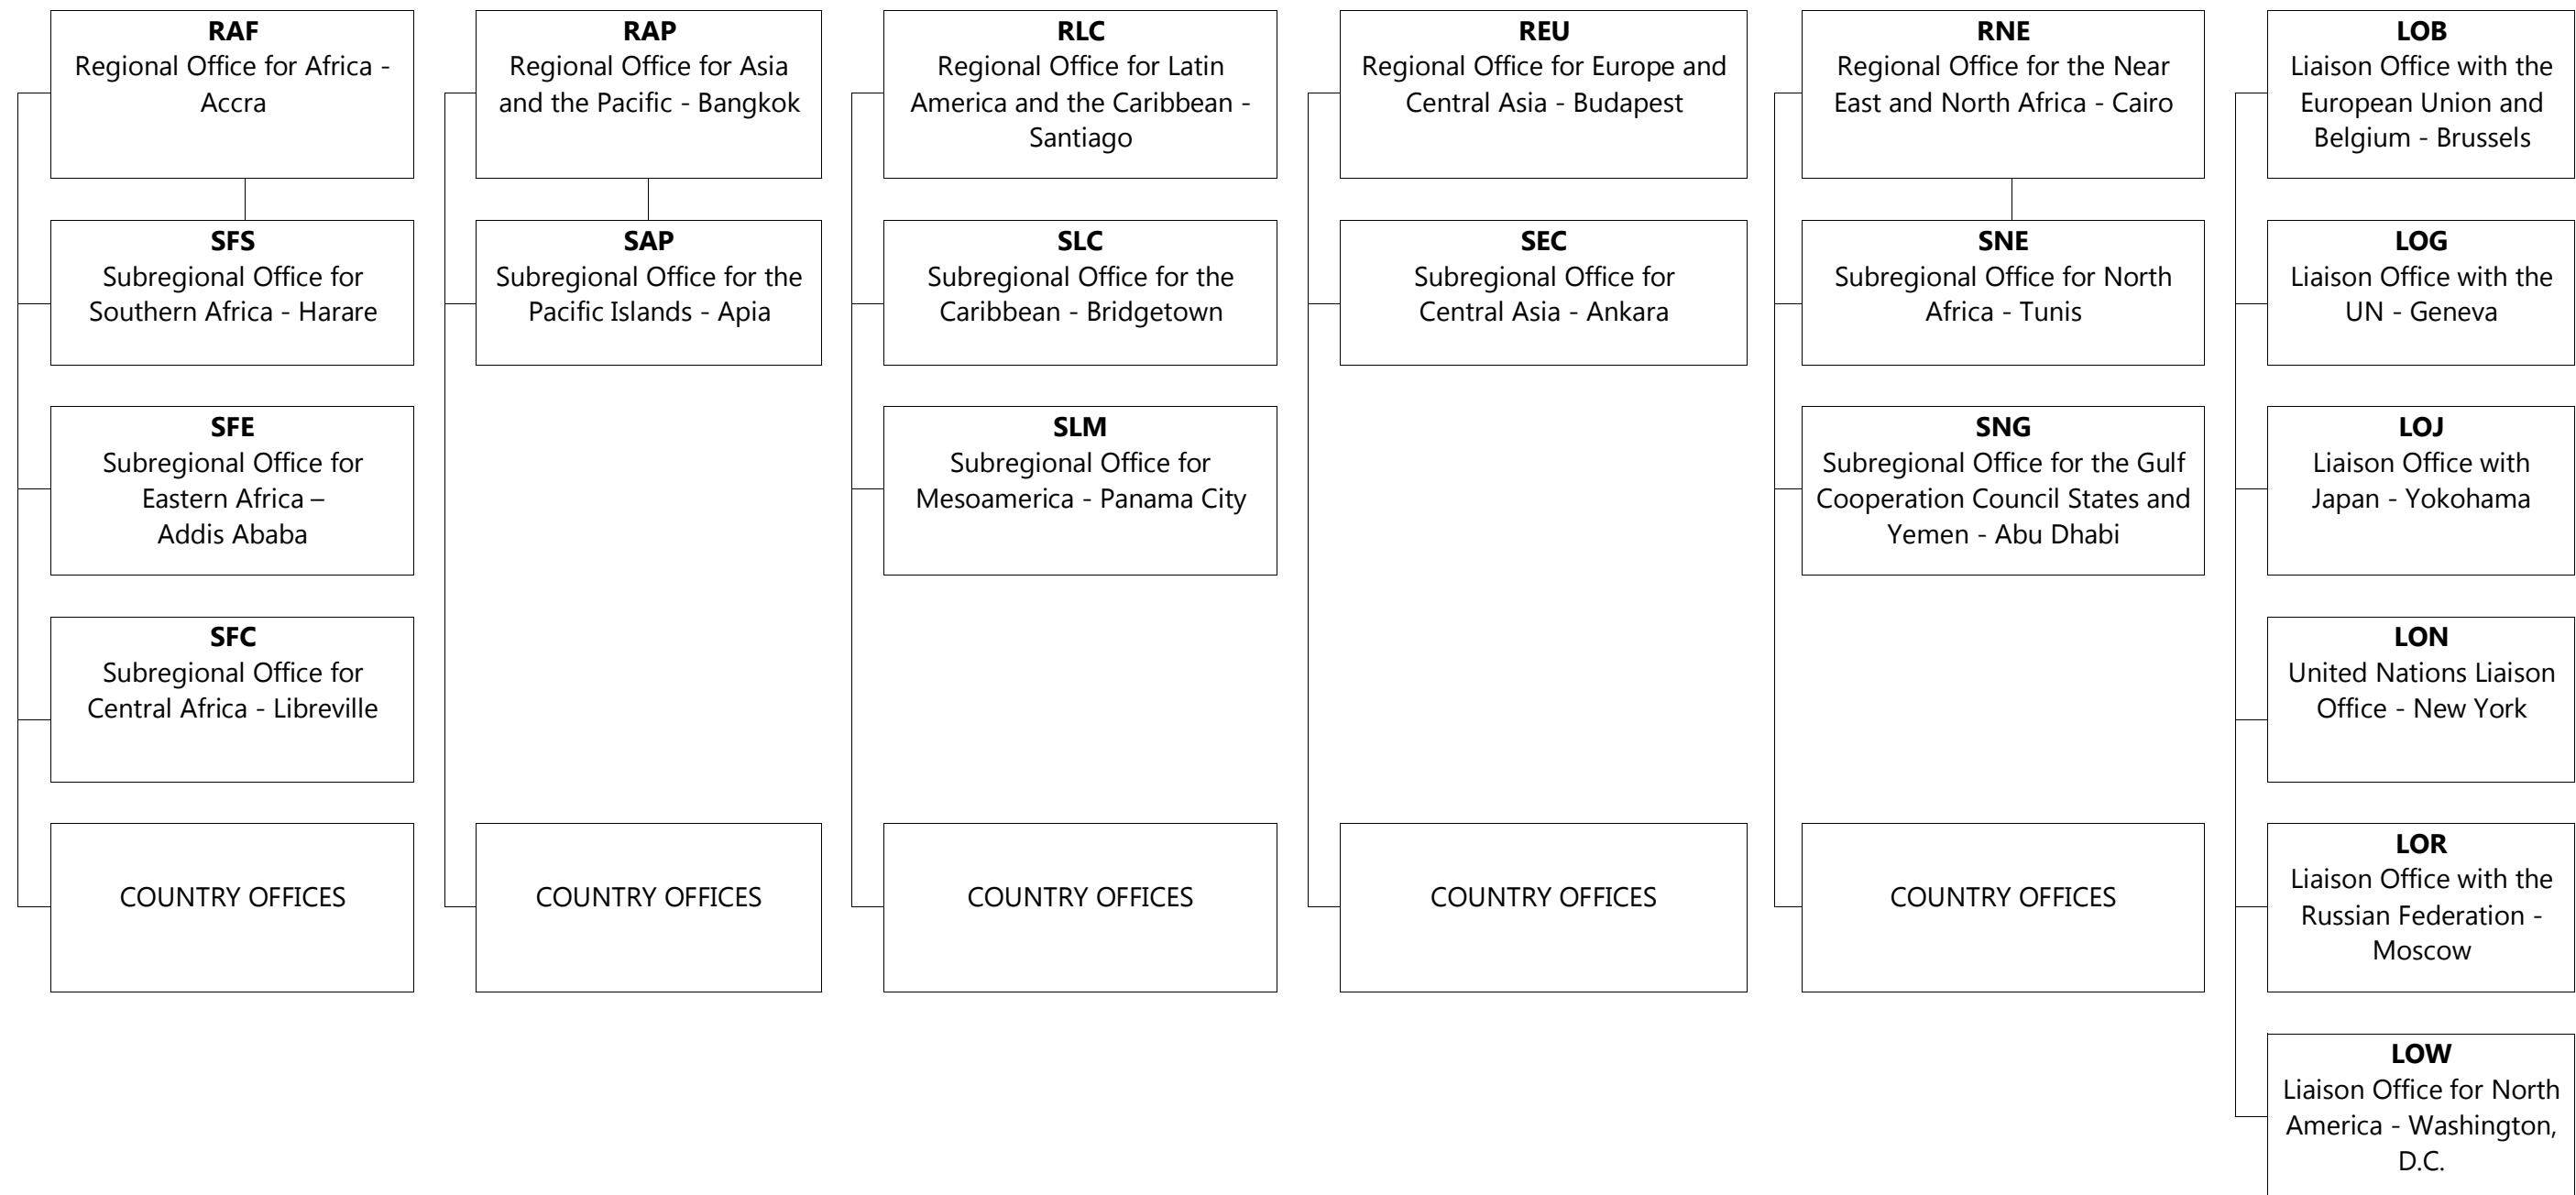 RAF
Regional Office for Africa -
Accra
SFS
Subregional Office for
Southern Africa - Harare
SFE
Subregional Office for
Eastern Africa –
Addis Ababa
SFC
Subregional Office for
Central Africa - Libreville
COUNTRY OFFICES
RAP
Regional Office for Asia
and the Pacific - Bangkok
SAP
Subregional Office for the
Pacific Islands - Apia
COUNTRY OFFICES
RLC
Regional Office for Latin
America and the Caribbean -
Santiago
SLC
Subregional Office for the
Caribbean - Bridgetown
SLM
Subregional Office for
Mesoamerica - Panama City
COUNTRY OFFICES
REU
Regional Office for Europe and
Central Asia - Budapest
SEC
Subregional Office for
Central Asia - Ankara
COUNTRY OFFICES
RNE
Regional Office for the Near
East and North Africa - Cairo
SNE
Subregional Office for North
Africa - Tunis
SNG
Subregional Office for the Gulf
Cooperation Council States and
Yemen - Abu Dhabi
COUNTRY OFFICES
LOB
Liaison Office with the
European Union and
Belgium - Brussels
LOG
Liaison Office with the
UN - Geneva
LOJ
Liaison Office with
Japan - Yokohama
LON
United Nations Liaison
Office - New York
LOR
Liaison Office with the
Russian Federation -
Moscow
LOW
Liaison Office for North
America - Washington,
D.C.